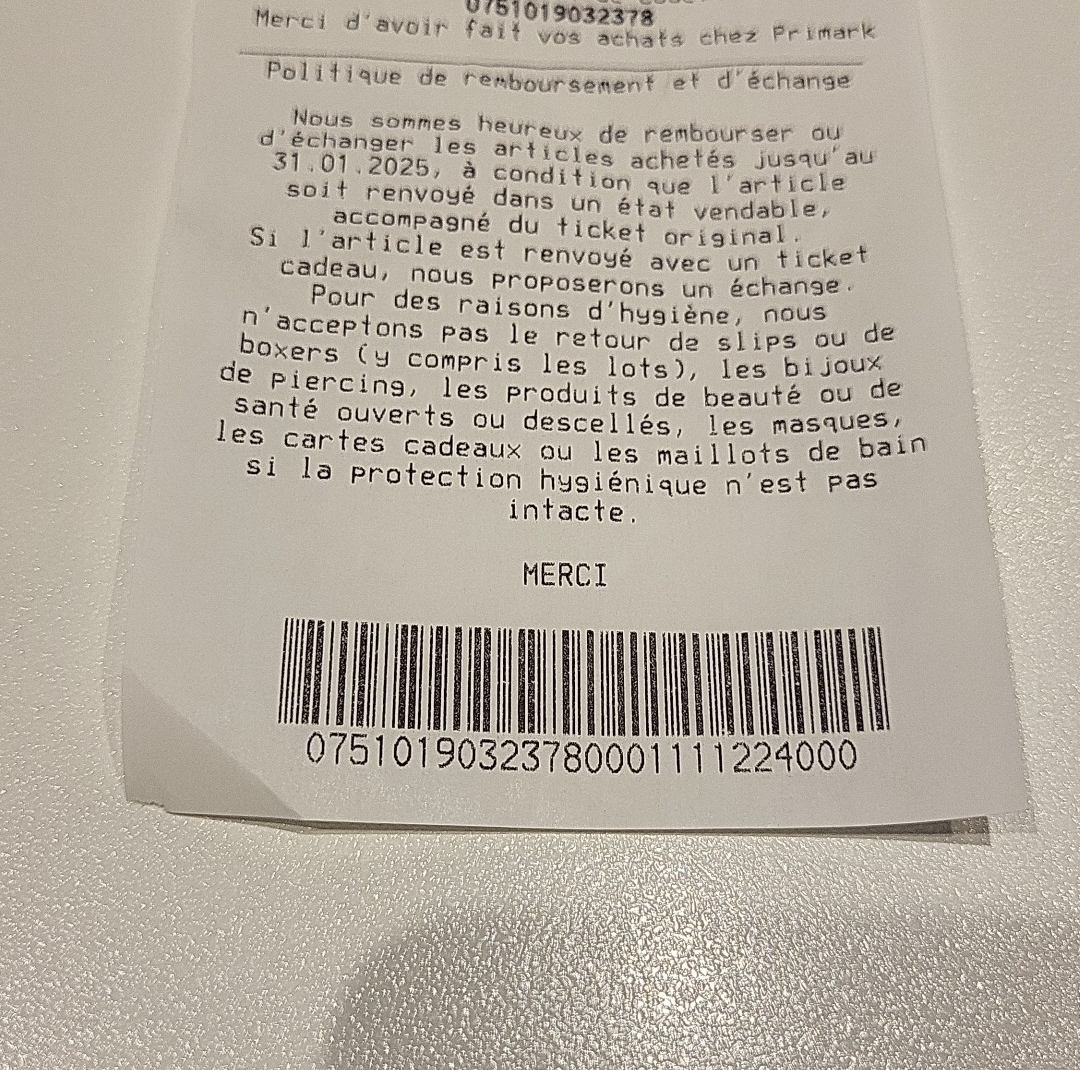 0751019032378
Merci d'avoir fait vos achats chez Primark
Politique de remboursement et d'échange
Nous sommes heureux de rembourser ou
d'échanger les articles achetés jusqu'au
31.01.2025, à condition que l'article
soit renvoyé dans un état vendable,
accompagné du ticket original.
Si l'article est renvoyé avec un ticket
cadeau, nous proposerons un échange.
Pour des raisons d'hygiène, nous
n'acceptons pas le retour de slips ou de
boxers (y compris les lots), les bijoux
de piercing, les produits de beauté ou de
santé ouverts ou descellés, les masques,
les cartes cadeaux ou les maillots de bain
si la protection hygiénique n'est pas
intacte.
MERCI
07510190323780001111224000